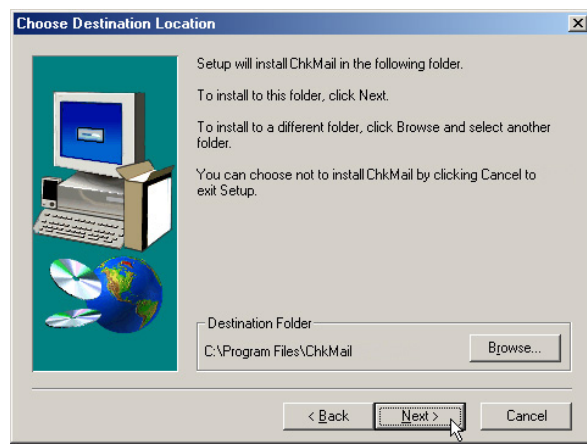 Choose Destination Location
Setup will install ChkMail in the following folder.
To install to this folder, click Next.
To install to a different folder, click Browse and select another
folder.
You can choose not to install ChkMail by clicking Cancel to
exit Setup.
Destination Folder
C:\Program Files\ChkMail
Browse...
< Back
Next >
Cancel